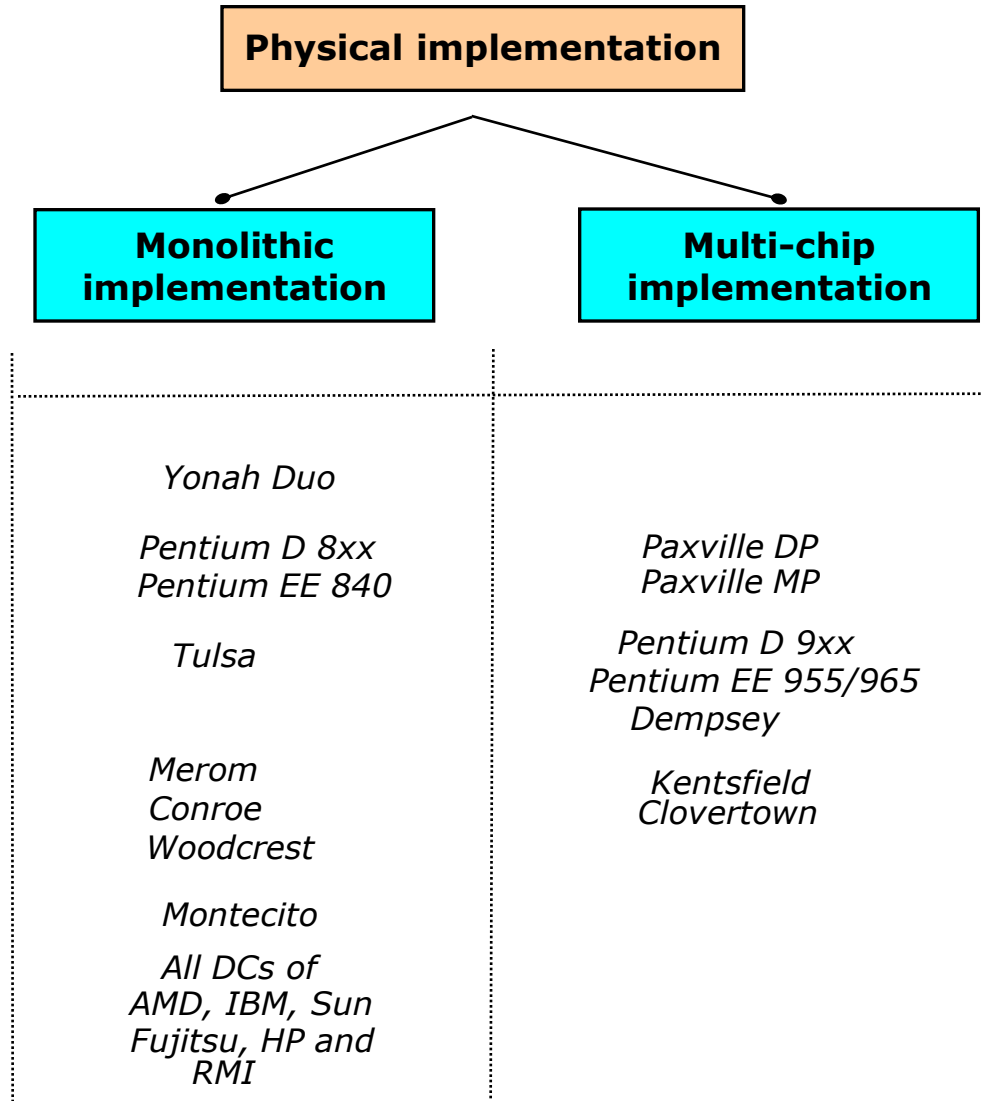 Physical implementation
Monolithic
implementation
Multi-chip
implementation
Yonah Duo
Pentium D 8xx
Pentium EE 840
Tulsa
Merom
Conroe
Woodcrest
Montecito
All DCs of
AMD, IBM, Sun
Fujitsu, HP and
RMI
Paxville DP
Paxville MP
Pentium D 9xx
Pentium EE 955/965
Dempsey
Kentsfield
Clovertown